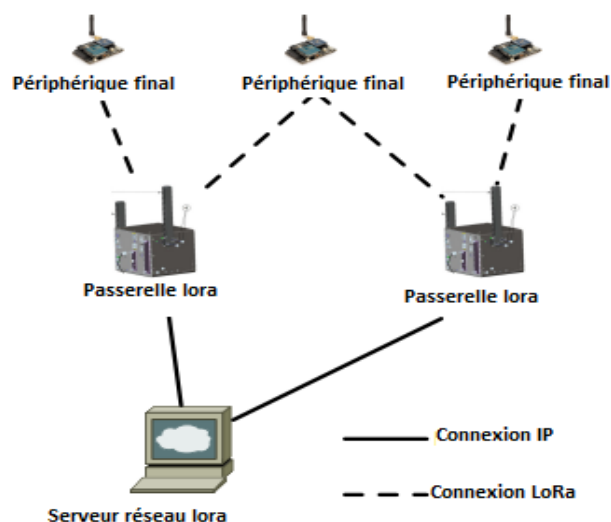 Périphérique final
Périphérique final
Périphérique final
Passerelle lora
Passerelle lora
Connexion IP
Connexion LoRa
Serveur réseau lora